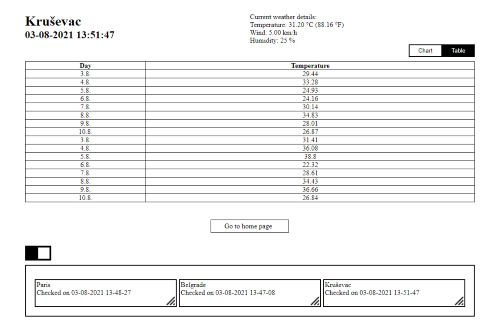 Kruševac
03-08-2021 13:51:47
Current weather details:
Temperature: 31.20 °C (88.16 °F)
Wind: 5.00 km/h
Humidity: 25 %
Chart Table
Day Temperature
3.8. 29.44
4.8. 33.28
5.8. 24.93
6.8. 24.16
7.8. 30.14
8.8. 34.83
9.8. 28.01
10.8. 26.87
3.8. 31.41
4.8. 36.08
5.8. 38.8
6.8. 22.32
7.8. 28.61
8.8. 34.43
9.8. 36.66
10.8. 26.84
Go to home page
Paris
Checked on 03-08-2021 13-48-27
Belgrade
Checked on 03-08-2021 13-47-08
Kruševac
Checked on 03-08-2021 13-51-47